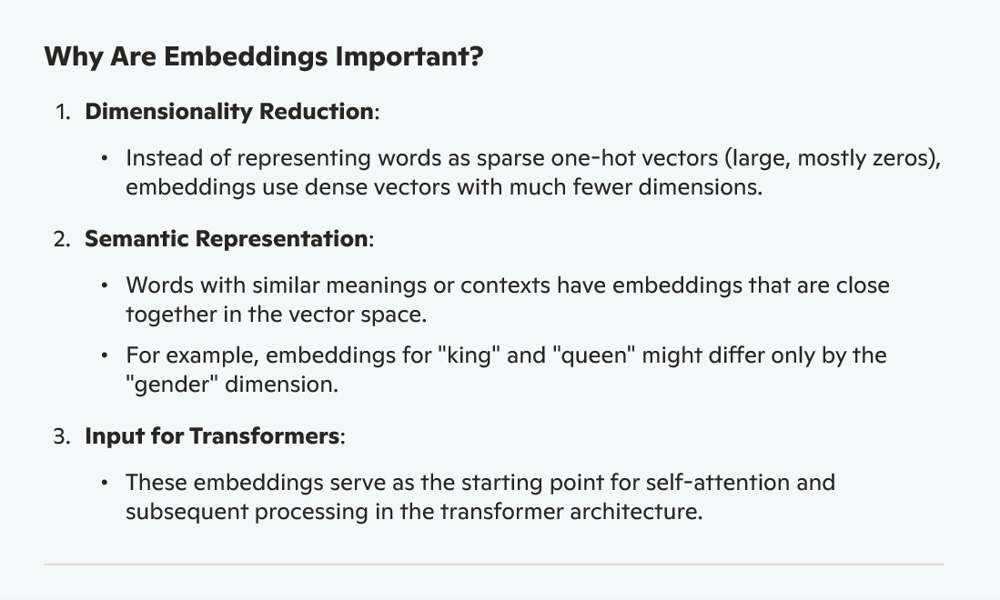 Why Are Embeddings Important?
1. Dimensionality Reduction:
• Instead of representing words as sparse one-hot vectors (large, mostly zeros),
embeddings use dense vectors with much fewer dimensions.
2. Semantic Representation:
• Words with similar meanings or contexts have embeddings that are close
together in the vector space.
• For example, embeddings for "king" and "queen" might differ only by the
"gender" dimension.
3. Input for Transformers:
• These embeddings serve as the starting point for self-attention and
subsequent processing in the transformer architecture.